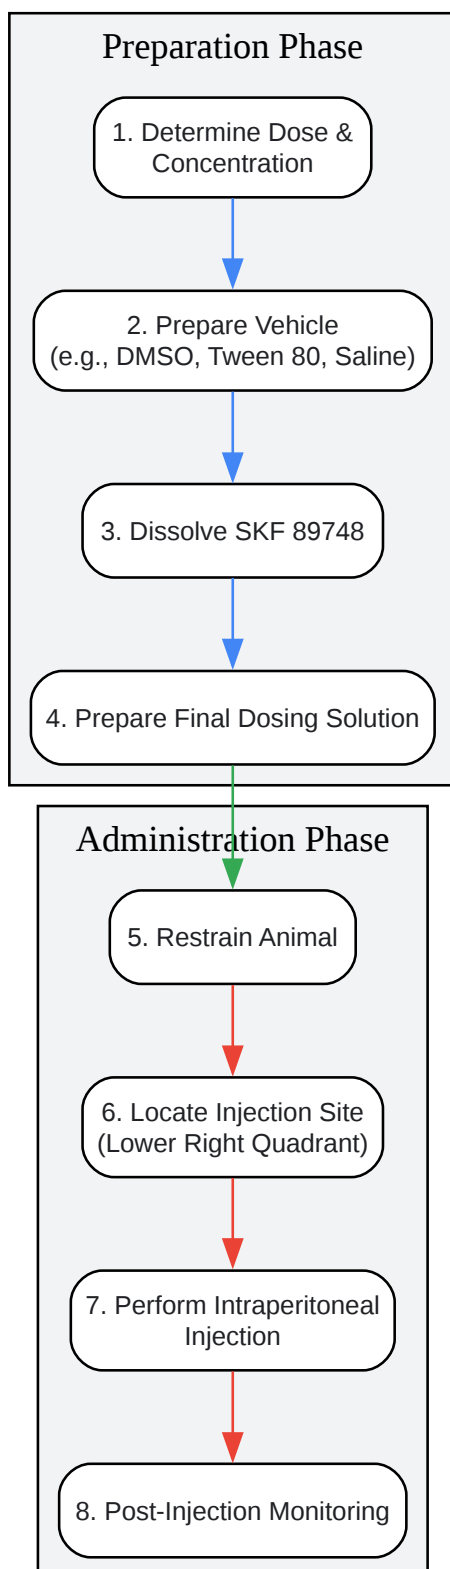 Preparation Phase
1. Determine Dose &
Concentration
2. Prepare Vehicle
(e.g., DMSO, Tween 80, Saline)
3. Dissolve SKF 89748
4. Prepare Final Dosing Solution
Administration Phase
5. Restrain Animal
6. Locate Injection Site
(Lower Right Quadrant)
7. Perform Intraperitoneal
Injection
8. Post-Injection Monitoring